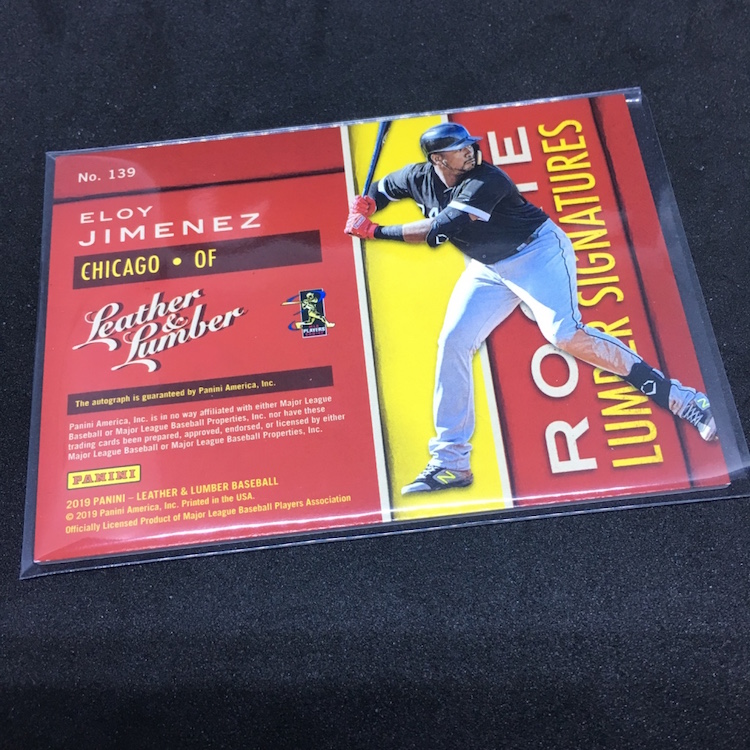 No. 139
ELOY
JIMENEZ
CHICAGO • OF
Leather
&
Lumber
PLAYERS
The autograph is guaranteed by Panini America, Inc.
Panini America, Inc. is in no way affiliated with either Major League
Baseball or Major League Baseball Properties, Inc. nor have these
trading cards been prepared, approved, endorsed, or licensed by either
Major League Baseball or Major League Baseball Properties, Inc.
PANINI
2019 PANINI – LEATHER & LUMBER BASEBALL
© 2019 Panini America, Inc. Printed in the USA.
Officially Licensed Product of Major League Baseball Players Association
ROOKIE
LUMBER SIGNATURES